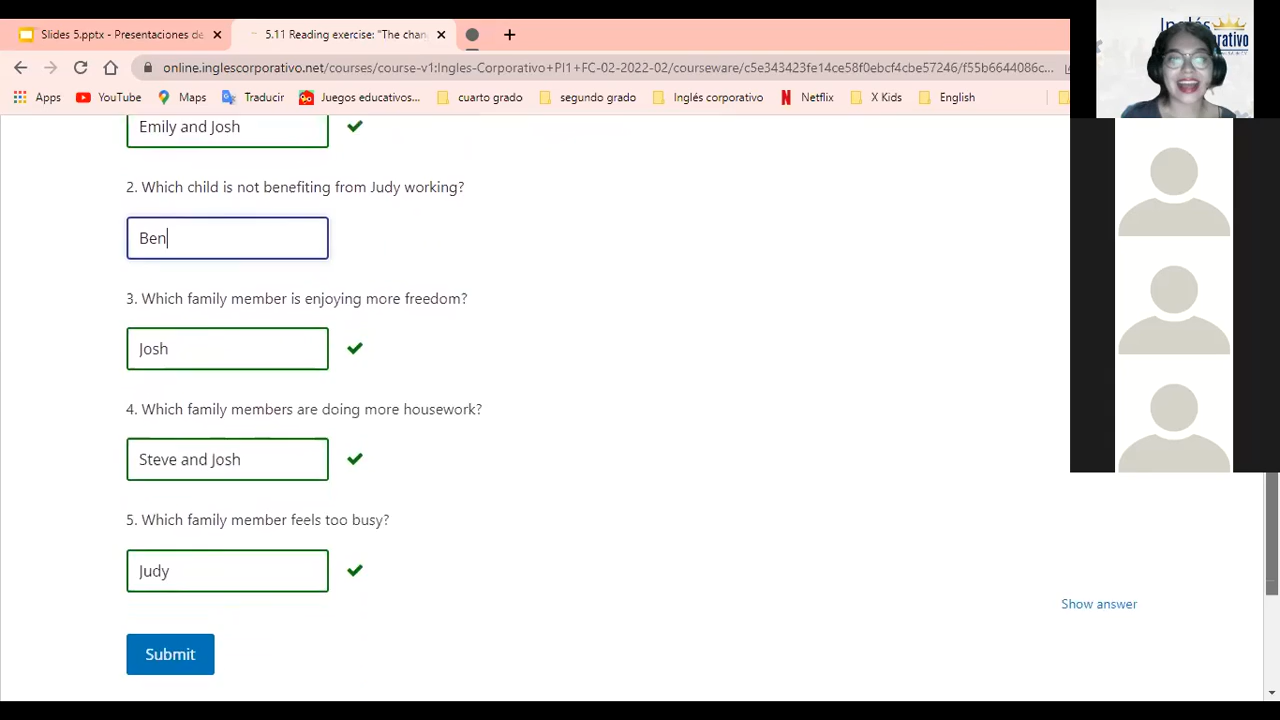 Slides 5.pptx - Presentaciones de
5.11 Reading exercise: "The chan
online.inglescorporativo.net/courses/course-v1:Ingles-Corporativo+PI1+FC-02-2022-02/courseware/c5e343423fe14ce58f0ebcf4cbe57246/f55b6644086c...
Apps YouTube Maps Traducir Juegos educativos... cuarto grado segundo grado Inglés corporativo Netflix X Kids English
Inglés
Emily and Josh
2. Which child is not benefiting from Judy working?
Ben
3. Which family member is enjoying more freedom?
Josh
4. Which family members are doing more housework?
Steve and Josh
5. Which family member feels too busy?
Judy
Show answer
Submit